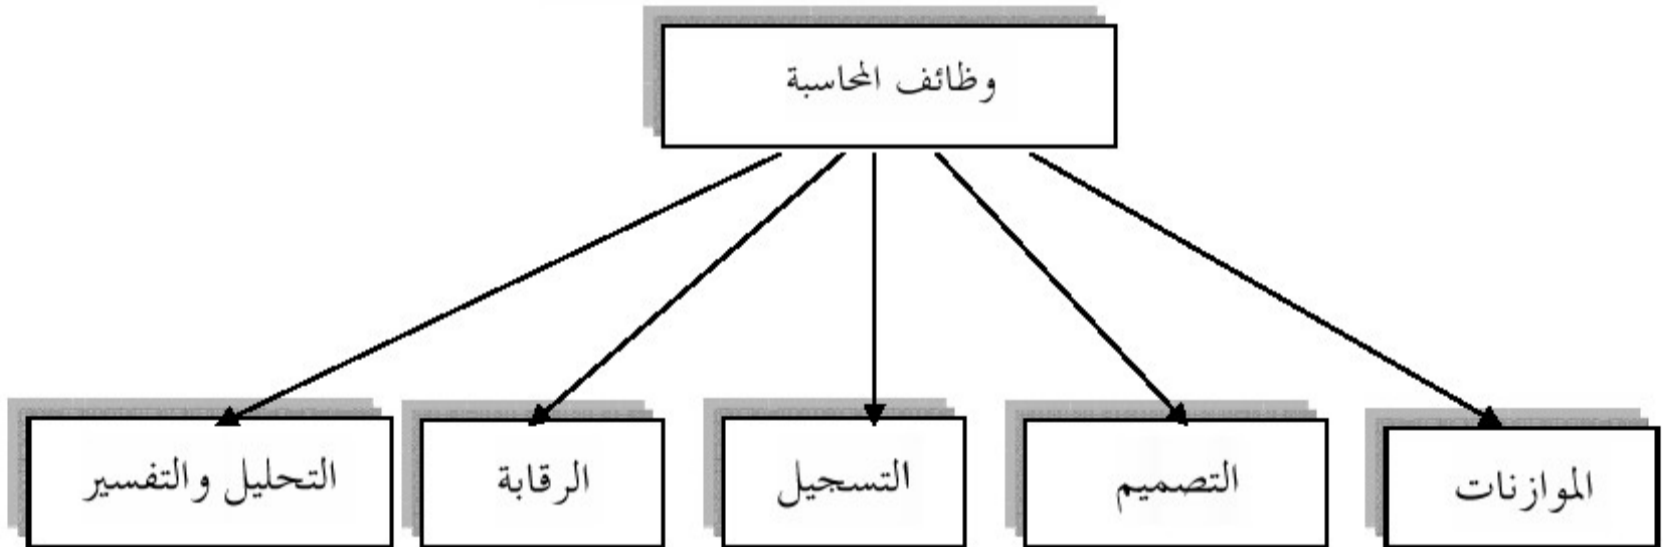 وظائف المحاسبة
الموازنات
التصميم
التسجيل
الرقابة
التحليل والتفسير